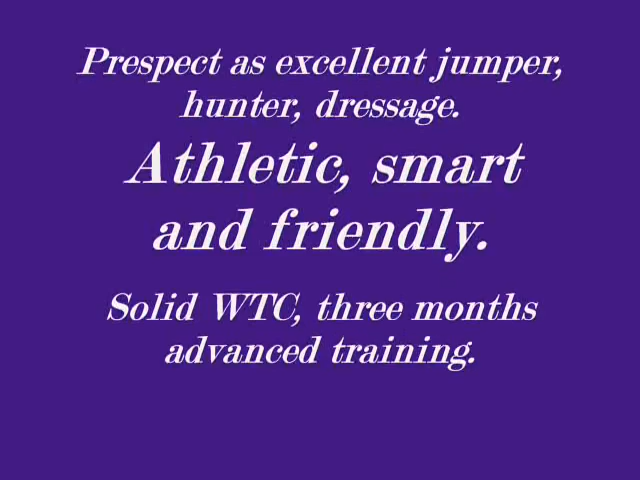 Prespect as excellent jumper,
hunter, dressage.
Athletic, smart
and friendly.
Solid WTC, three months
advanced training.